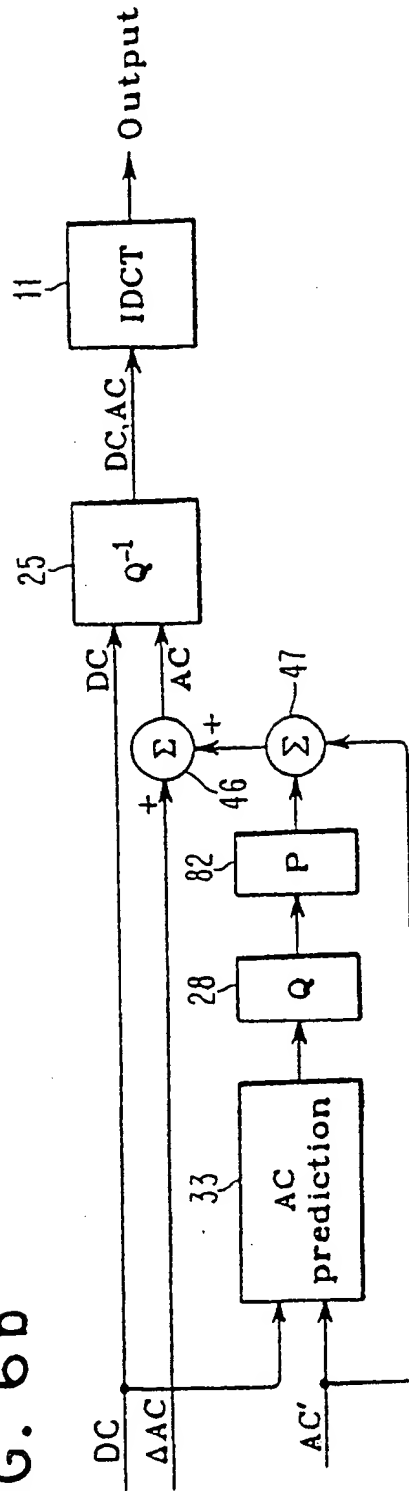 G. 6b
DC
ΔAC
AC'
33
AC
prediction
28
Q
82
P
47
Σ
+
46
Σ
+
DC
AC
25
Q⁻¹
DC,AC
11
IDCT
Output